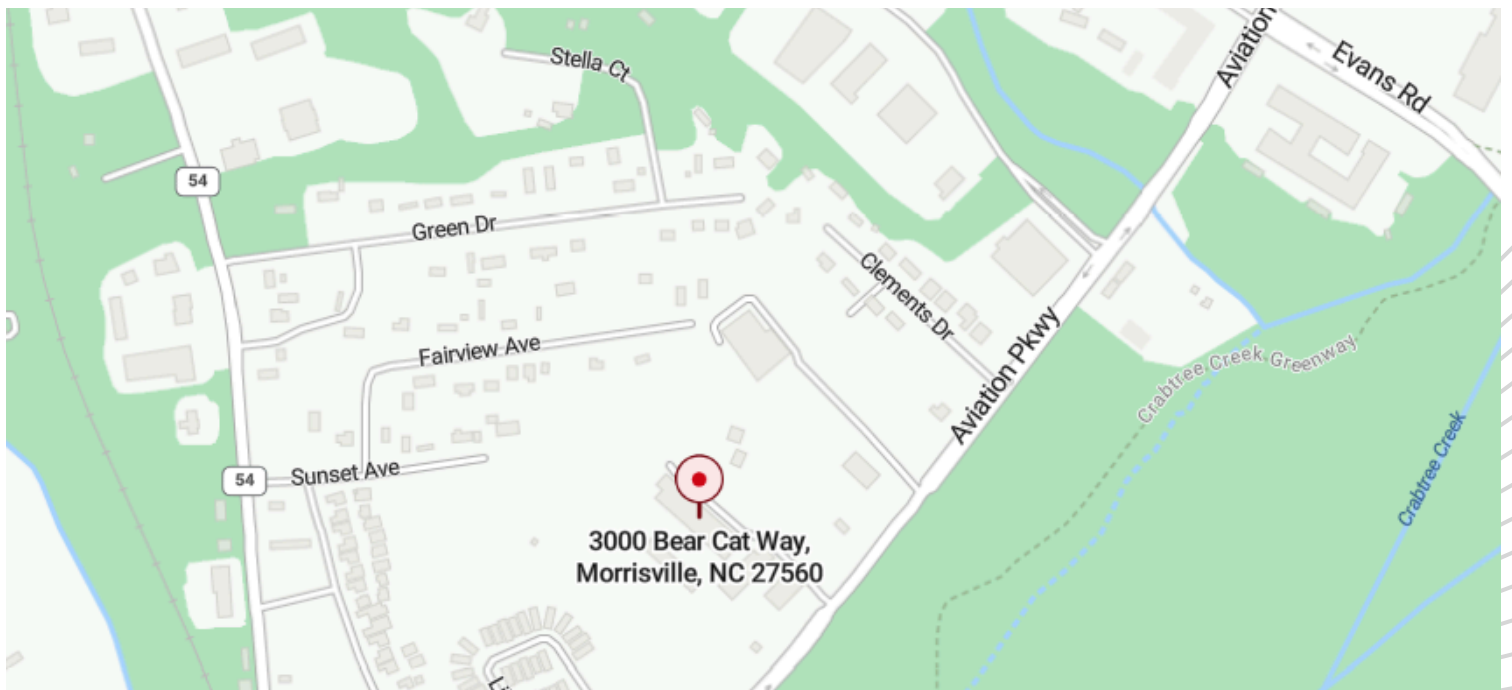 Stella Ct
Aviation
Evans Rd
54
Green Dr
Clements Dr
Fairview Ave
Aviation Pkwy
Crabtree Creek Greenway
Crabtree Creek
54
Sunset Ave
3000 Bear Cat Way,
Morrisville, NC 27560